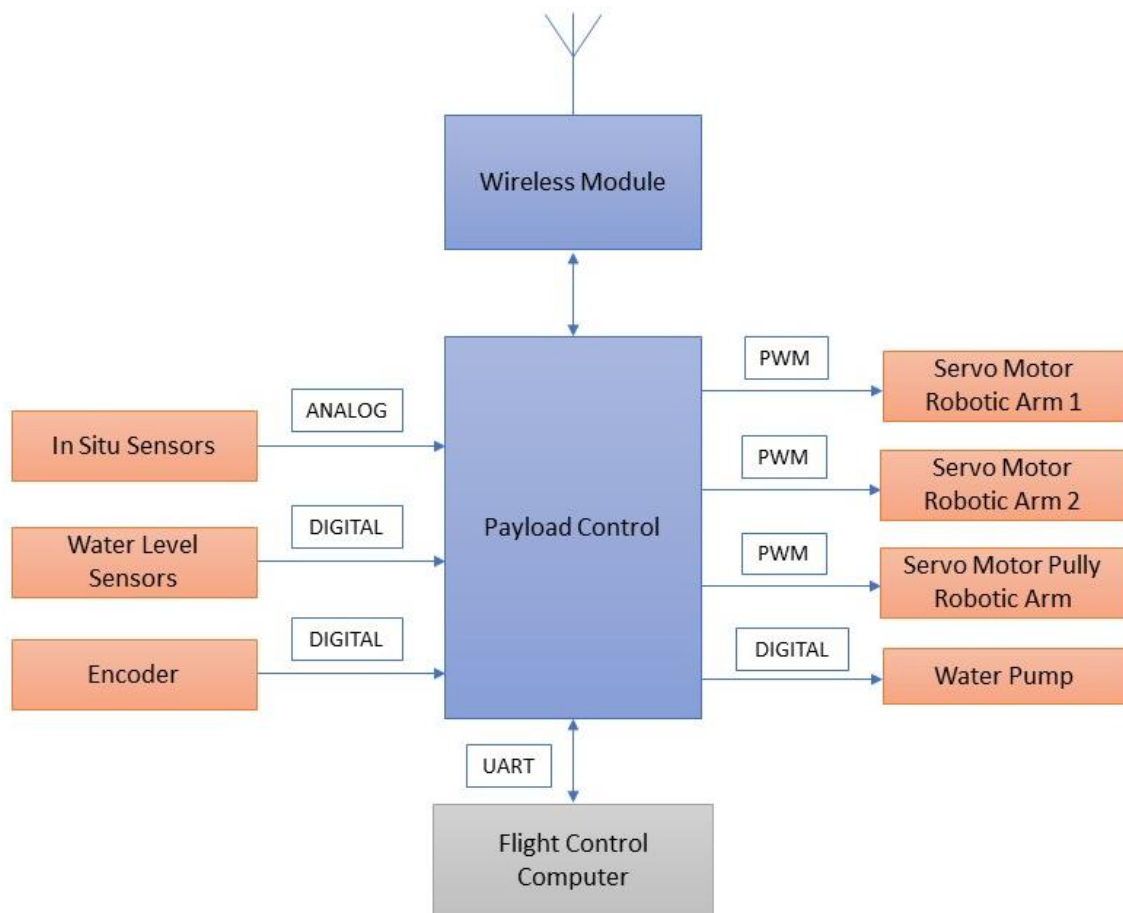 Wireless Module
PWM
Servo Motor
Robotic Arm 1
ANALOG
In Situ Sensors
PWM
Servo Motor
Robotic Arm 2
DIGITAL
Water Level
Sensors
Payload Control
PWM
Servo Motor Pully
Robotic Arm
DIGITAL
Encoder
DIGITAL
Water Pump
UART
Flight Control
Computer